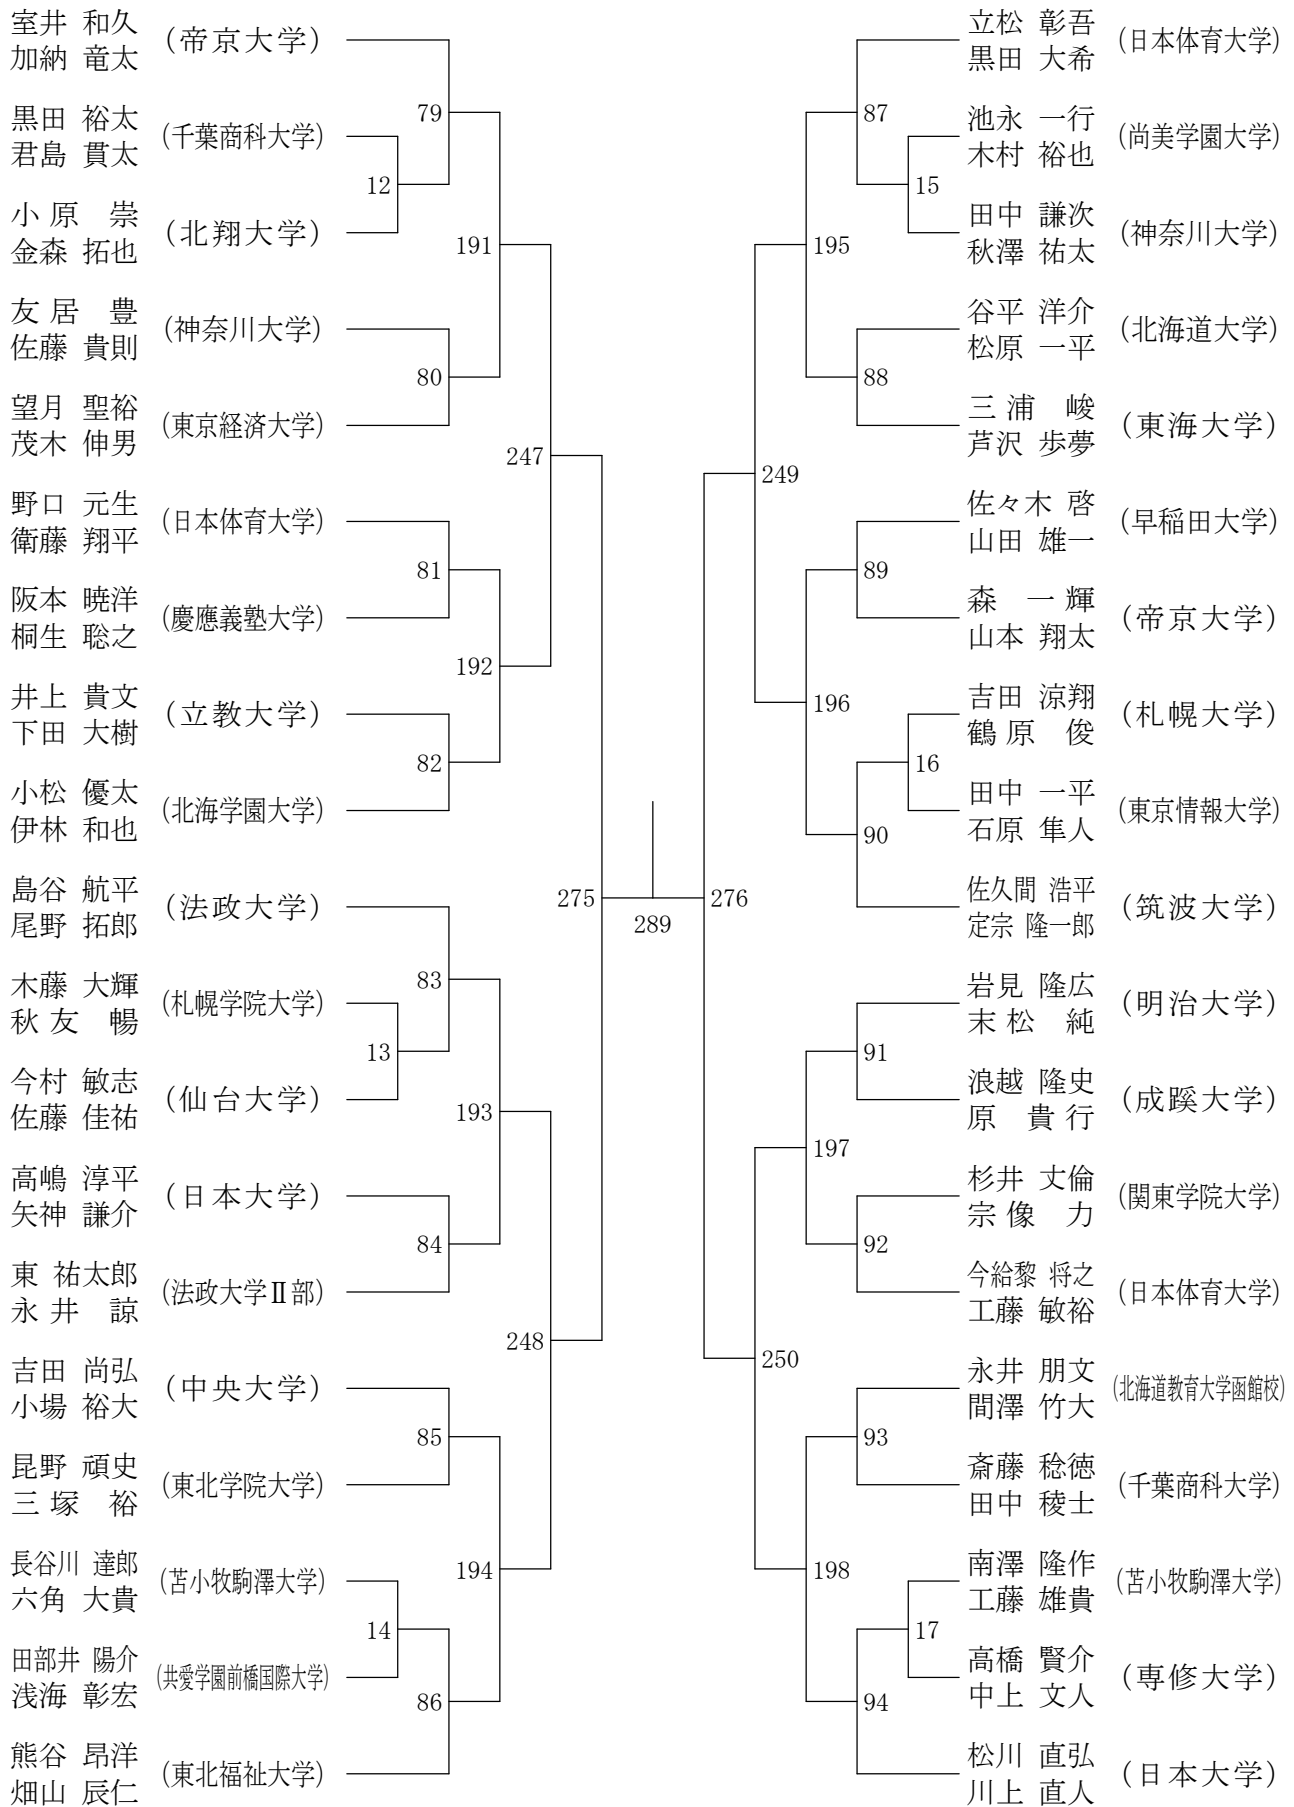 室井 和久
加納 竜太
(帝京大学)
黒田 裕太
君島 貫太
(千葉商科大学)
小原 崇
金森 拓也
(北翔大学)
友居 豊
佐藤 貴則
(神奈川大学)
望月 聖裕
茂木 伸男
(東京経済大学)
野口 元生
衛藤 翔平
(日本体育大学)
阪本 暁洋
桐生 聡之
(慶應義塾大学)
井上 貴文
下田 大樹
(立教大学)
小松 優太
伊林 和也
(北海学園大学)
島谷 航平
尾野 拓郎
(法政大学)
木藤 大輝
秋友 暢
(札幌学院大学)
今村 敏志
佐藤 佳祐
(仙台大学)
高嶋 淳平
矢神 謙介
(日本大学)
東 祐太郎
永井 諒
(法政大学Ⅱ部)
吉田 尚弘
小場 裕大
(中央大学)
昆野 頑史
三塚 裕
(東北学院大学)
長谷川 達郎
六角 大貴
(苫小牧駒澤大学)
田部井 陽介
浅海 彰宏
(共愛学園前橋国際大学)
熊谷 昂洋
畑山 辰仁
(東北福祉大学)
79
12
191
80
247
81
192
82
275
83
13
193
84
248
85
194
14
86
289
276
87
15
195
88
249
89
196
16
90
91
197
92
250
93
198
17
94
立松 彰吾
黒田 大希
(日本体育大学)
池永 一行
木村 裕也
(尚美学園大学)
田中 謙次
秋澤 祐太
(神奈川大学)
谷平 洋介
松原 一平
(北海道大学)
三浦 峻
芦沢 歩夢
(東海大学)
佐々木 啓
山田 雄一
(早稲田大学)
森 一輝
山本 翔太
(帝京大学)
吉田 涼翔
鶴原 俊
(札幌大学)
田中 一平
石原 隼人
(東京情報大学)
佐久間 浩平
定宗 隆一郎
(筑波大学)
岩見 隆広
末松 純
(明治大学)
浪越 隆史
原 貴行
(成蹊大学)
杉井 丈倫
宗像 力
(関東学院大学)
今給黎 将之
工藤 敏裕
(日本体育大学)
永井 朋文
間澤 竹大
(北海道教育大学函館校)
斎藤 稔徳
田中 稜士
(千葉商科大学)
南澤 隆作
工藤 雄貴
(苫小牧駒澤大学)
高橋 賢介
中上 文人
(専修大学)
松川 直弘
川上 直人
(日本大学)